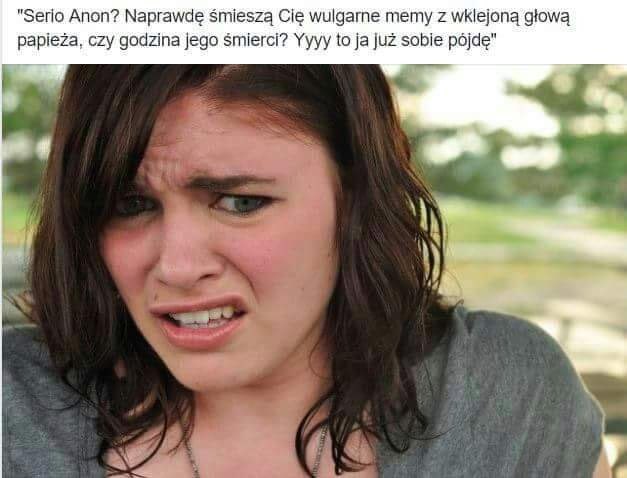 "Serio Anon? Naprawdę śmieszą Cię wulgarne memy z wklejoną głową
papieża, czy godzina jego śmierci? Yyyy to ja już sobie pójdę"